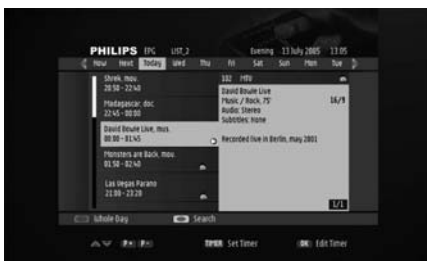 PHILIPS EPG LIST_2 Evening 13 July 2005 13:05
Now Next Today Wed Thu Fri Sat Sun Mon Tue
Shrek, mov.
20:50 - 22:40
Madagascar, doc
22:45 - 00:00
David Bowie Live, mus.
00:00 - 01:45
Monsters are Back, mov.
01:50 - 02:40
Las Vegas Parano
21:00 - 23:20
102 MTV
David Bowie Live
Music / Rock, 75' 16/9
Audio: Stereo
Subtitles: None
Recorded live in Berlin, may 2001
1/1
Whole Day Search
P+ P- TIMER Set Timer OK Edit Timer